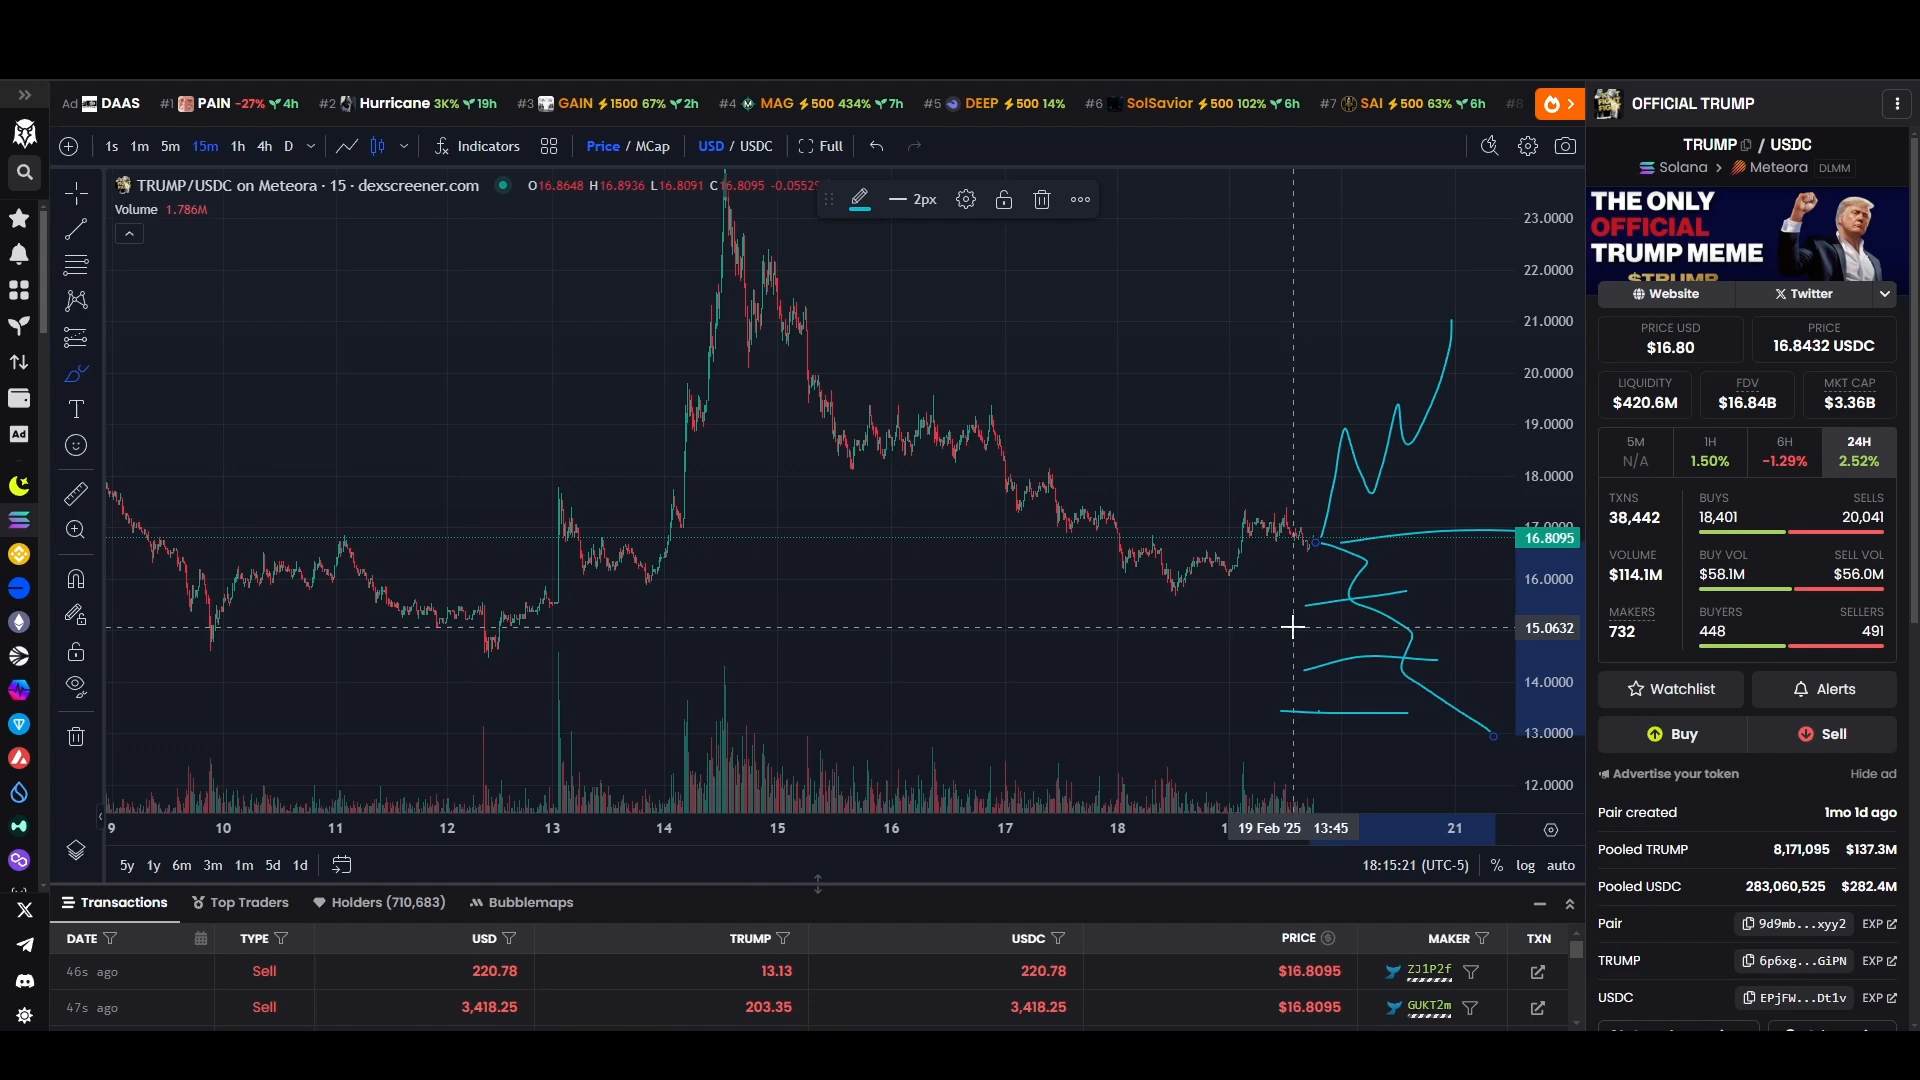 Ad DAAS #1 PAIN -27% 4h #2 Hurricane 3K% 19h #3 GAIN 1500 67% 2h #4 MAG 500 434% 7h #5 DEEP 500 14% #6 SolSavior 500 102% 6h #7 SAI 500 63% 6h #8
OFFICIAL TRUMP
1s 1m 5m 15m 1h 4h D Indicators Price / MCap USD / USDC Full
TRUMP / USDC
Solana > Meteora DLMM
TRUMP/USDC on Meteora · 15 · dexscreener.com O16.8648 H16.8936 L16.8091 C16.8095 -0.0552
2px
Volume 1.786M
THE ONLY
OFFICIAL
TRUMP MEME
$TRUMP
Website Twitter
PRICE USD
$16.80
PRICE
16.8432 USDC
LIQUIDITY
$420.6M
FDV
$16.84B
MKT CAP
$3.36B
5M
N/A
1H
1.50%
6H
-1.29%
24H
2.52%
TXNS
38,442
BUYS SELLS
18,401 20,041
VOLUME
$114.1M
BUY VOL SELL VOL
$58.1M $56.0M
MAKERS
732
BUYERS SELLERS
448 491
Watchlist Alerts
Buy Sell
Advertise your token Hide ad
Pair created 1mo 1d ago
Pooled TRUMP 8,171,095 $137.3M
Pooled USDC 283,060,525 $282.4M
Pair 9d9mb...xyy2 EXP
TRUMP 6p6xg...GiPN EXP
USDC EPjFW...Dt1v EXP
23.0000
22.0000
21.0000
20.0000
19.0000
18.0000
17.0000
16.8095
16.0000
15.0632
14.0000
13.0000
12.0000
Ad
9 10 11 12 13 14 15 16 17 18 1 19 Feb '25 13:45 21
5y 1y 6m 3m 1m 5d 1d 18:15:21 (UTC-5) % log auto
Transactions Top Traders Holders (710,683) Bubblemaps
DATE TYPE USD TRUMP USDC PRICE MAKER TXN
46s ago Sell 220.78 13.13 220.78 $16.8095 ZJ1P2f
47s ago Sell 3,418.25 203.35 3,418.25 $16.8095 GUKT2m